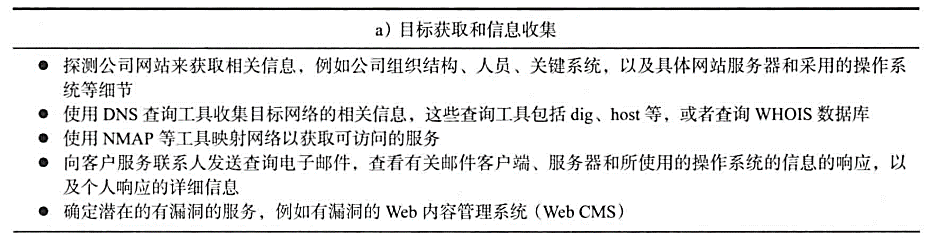 a）目标获取和信息收集
● 探测公司网站来获取相关信息，例如公司组织结构、人员、关键系统，以及具体网站服务器和采用的操作系
统等细节
● 使用 DNS 查询工具收集目标网络的相关信息，这些查询工具包括 dig、host 等，或者查询 WHOIS 数据库
● 使用 NMAP 等工具映射网络以获取可访问的服务
● 向客户服务联系人发送查询电子邮件，查看有关邮件客户端、服务器和所使用的操作系统的信息的响应，以
及个人响应的详细信息
● 确定潜在的有漏洞的服务，例如有漏洞的 Web 内容管理系统（Web CMS）